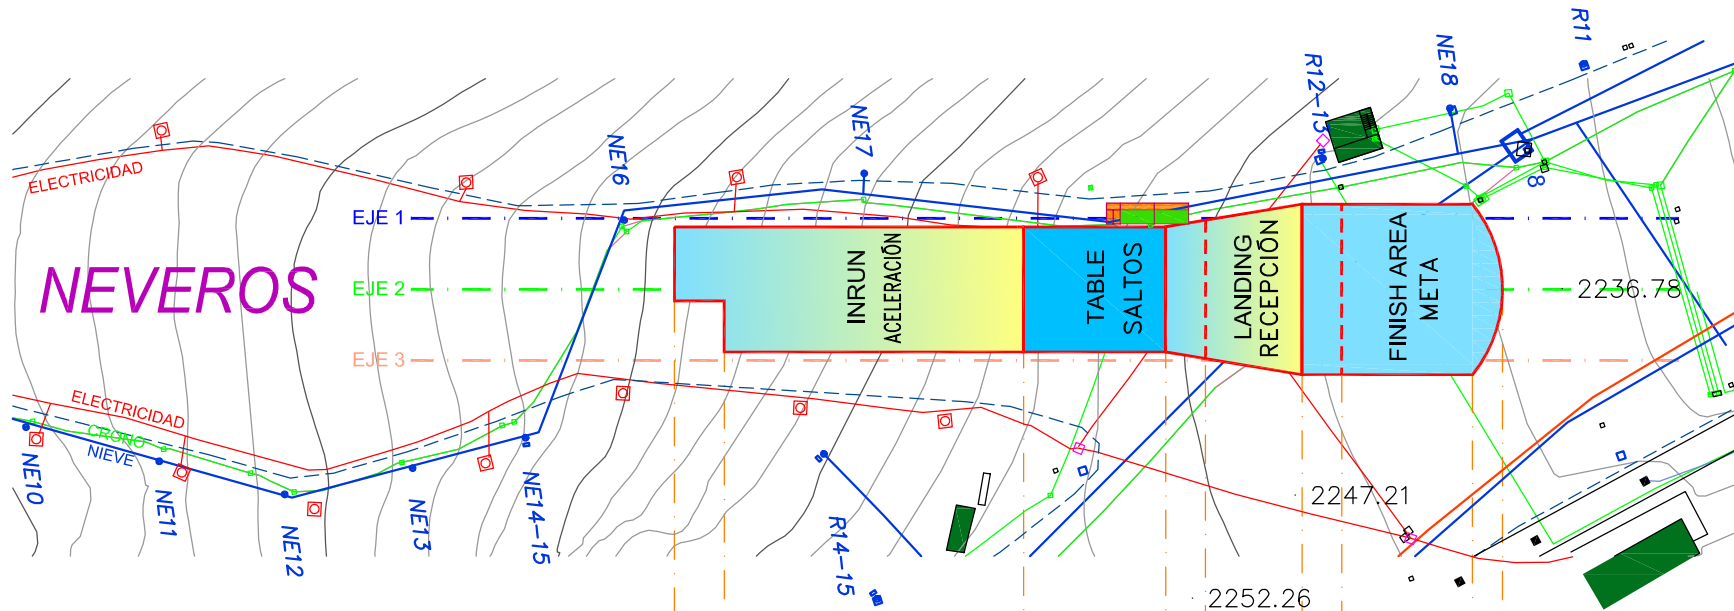 R11
NE18
R12-13
NE17
NE16
ELECTRICIDAD
8
EJE 1
NEVEROS
EJE 2
EJE 3
INRUN
ACELERACIÓN
TABLE
SALTOS
LANDING
RECEPCIÓN
FINISH AREA
META
2236.78
ELECTRICIDAD
CRONO
NIEVE
NE10
NE11
NE12
NE13
NE14-15
R14-15
2247.21
2252.26